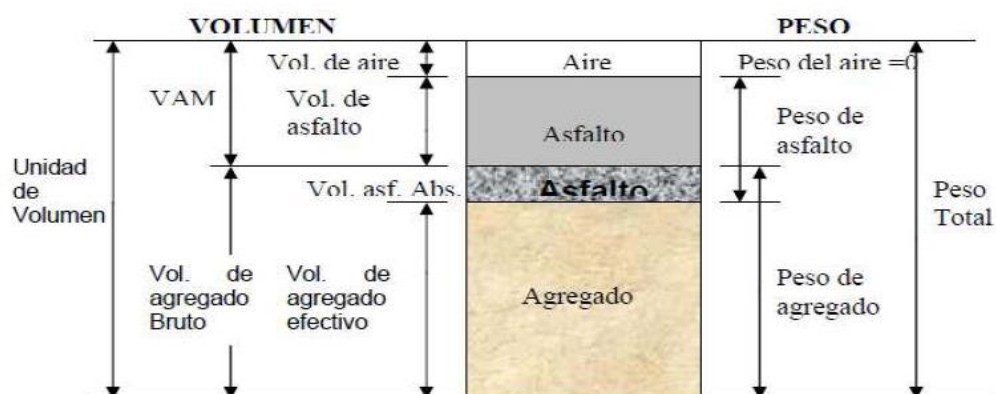 VOLUMEN
PESO
Vol. de aire
Aire
Peso del aire =0
VAM
Vol. de
asfalto
Asfalto
Peso de
asfalto
Unidad
de
Volumen
Vol. asf. Abs.
Asfalto
Peso
Total
Vol. de
agregado
Bruto
Vol. de
agregado
efectivo
Agregado
Peso de
agregado